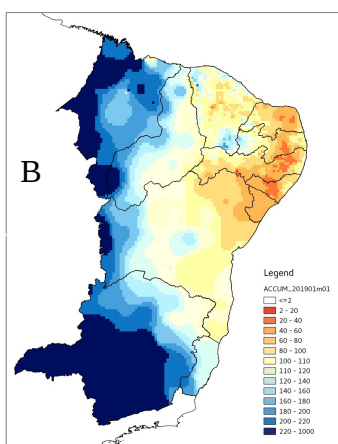 B
Legend
ACCUM_201901m01
<=2
2 - 20
20 - 40
40 - 60
60 - 80
80 - 100
100 - 110
110 - 120
120 - 140
140 - 160
160 - 180
180 - 200
200 - 220
220 - 1000